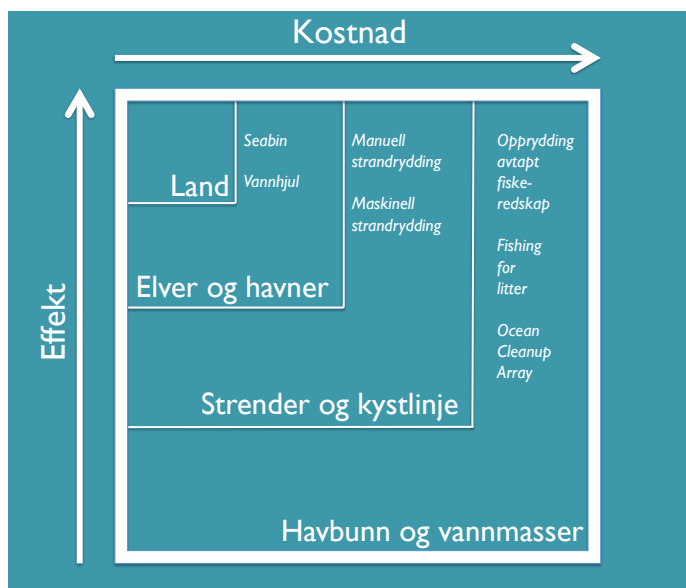 Kostnad
Effekt
Land
Seabin
Vannhjul
Elver og havner
Manuell
strandrydding
Maskinell
strandrydding
Strender og kystlinje
Opprydding
avtapt
fiske-
redskap
Fishing
for
litter
Ocean
Cleanup
Array
Havbunn og vannmasser